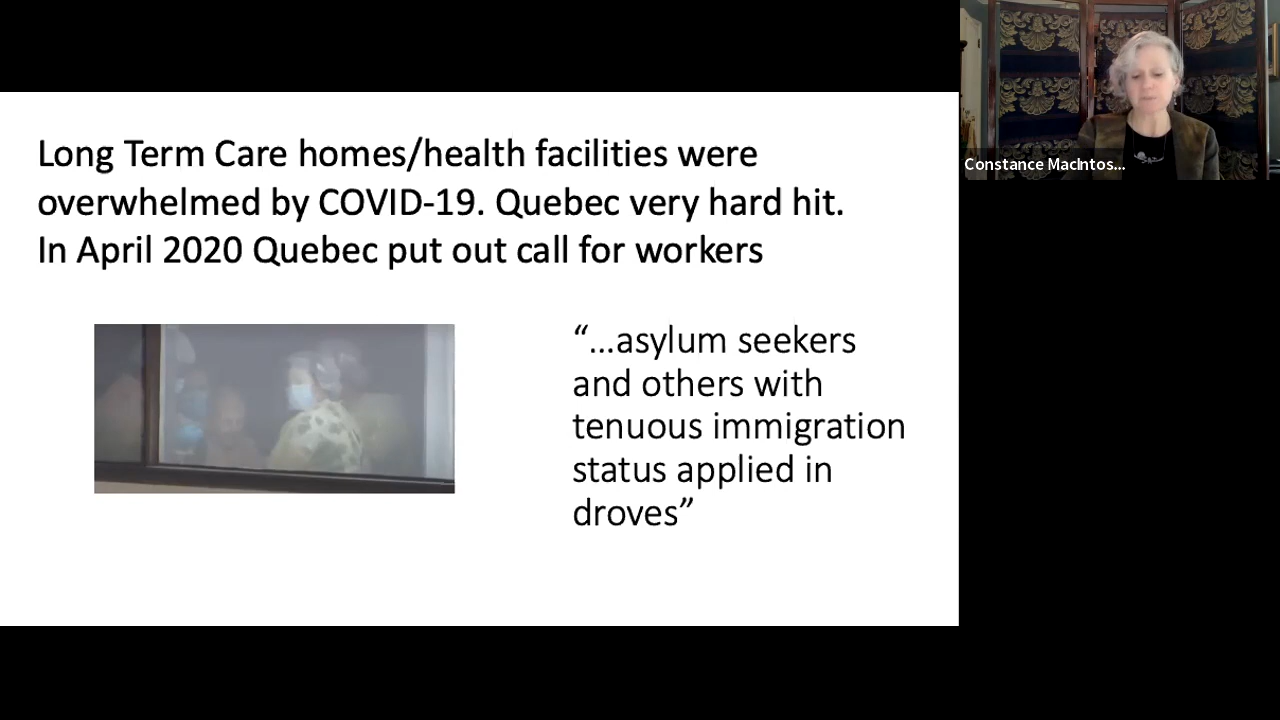 Long Term Care homes/health facilities were
overwhelmed by COVID-19. Quebec very hard hit.
In April 2020 Quebec put out call for workers
“...asylum seekers
and others with
tenuous immigration
status applied in
droves”
Constance MacIntos...